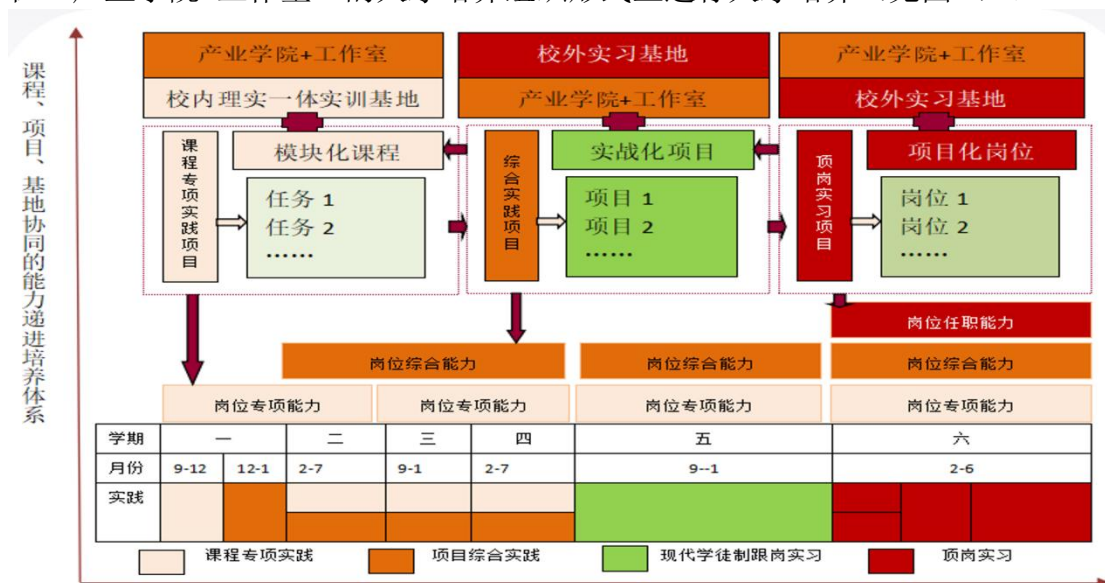 课程、项目、基地协同的能力递进培养体系
产业学院+工作室
校内理实一体实训基地
校外实习基地
产业学院+工作室
产业学院+工作室
校外实习基地
课程专项实践项目
模块化课程
任务 1
任务 2
……
综合实践项目
实战化项目
项目 1
项目 2
……
顶岗实习项目
项目化岗位
岗位 1
岗位 2
……
岗位任职能力
岗位综合能力 岗位综合能力 岗位综合能力
岗位专项能力 岗位专项能力 岗位专项能力 岗位专项能力
学期 一 二 三 四 五 六
月份 9-12 12-1 2-7 9-1 2-7 9--1 2-6
实践
课程专项实践 项目综合实践 现代学徒制跟岗实习 顶岗实习